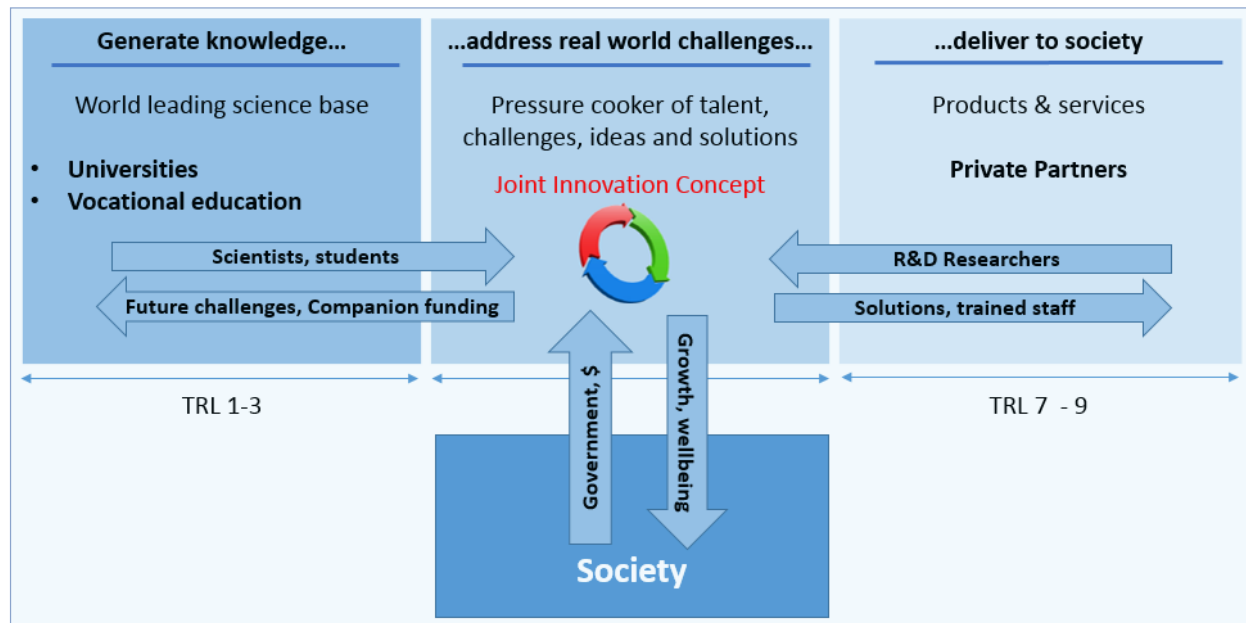 Generate knowledge...
World leading science base
• Universities
• Vocational education
Scientists, students
Future challenges, Companion funding
TRL 1-3
...address real world challenges...
Pressure cooker of talent,
challenges, ideas and solutions
Joint Innovation Concept
Government, $
Growth, wellbeing
Society
...deliver to society
Products & services
Private Partners
R&D Researchers
Solutions, trained staff
TRL 7 - 9